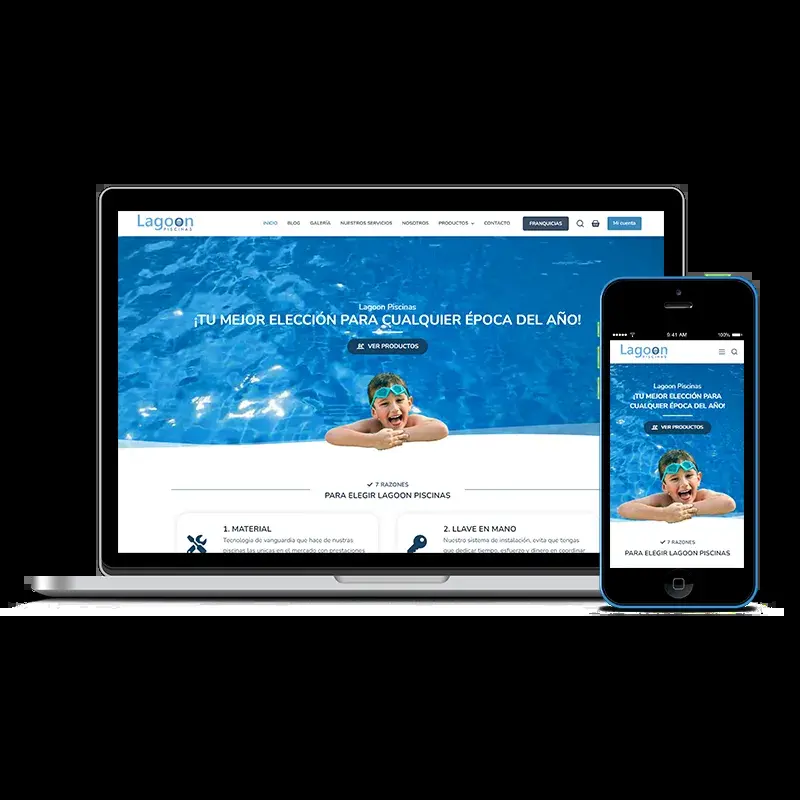 Lagoon
PISCINAS
INICIO BLOG GALERÍA NUESTROS SERVICIOS NOSOTROS PRODUCTOS CONTACTO FRANQUICIAS Mi cuenta
Lagoon Piscinas
¡TU MEJOR ELECCIÓN PARA CUALQUIER ÉPOCA DEL AÑO!
VER PRODUCTOS
7 RAZONES
PARA ELEGIR LAGOON PISCINAS
1. MATERIAL
Tecnología de vanguardia que hace de nustras
piscinas las unicas en el mercado con prestaciones
2. LLAVE EN MANO
Nuestro sistema de instalación, evita que tengas
que dedicar tiempo, esfuerzo y dinero en coordinar
9:41 AM 100%
Lagoon
PISCINAS
Lagoon Piscinas
¡TU MEJOR ELECCIÓN PARA
CUALQUIER ÉPOCA DEL AÑO!
VER PRODUCTOS
7 RAZONES
PARA ELEGIR LAGOON PISCINAS